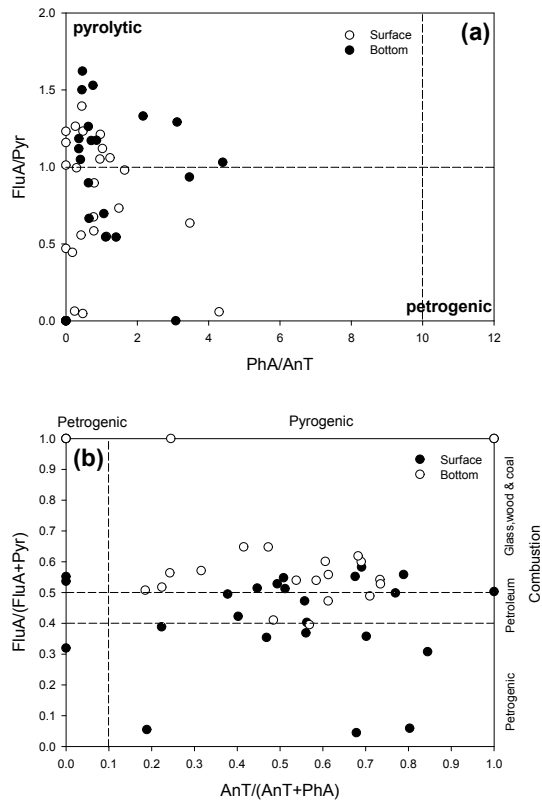 2.0
pyrolytic
(a)
Surface
Bottom
1.5
1.0
0.5
0.0
FluA/Pyr
petrogenic
0 2 4 6 8 10 12
PhA/AnT
Petrogenic Pyrogenic
1.0
(b)
Surface
Bottom
0.9
0.8
0.7
0.6
0.5
0.4
0.3
0.2
0.1
0.0
FluA/(FluA+Pyr)
Glass,wood & coal
Petroleum
Petrogenic
Combustion
0.0 0.1 0.2 0.3 0.4 0.5 0.6 0.7 0.8 0.9 1.0
AnT/(AnT+PhA)